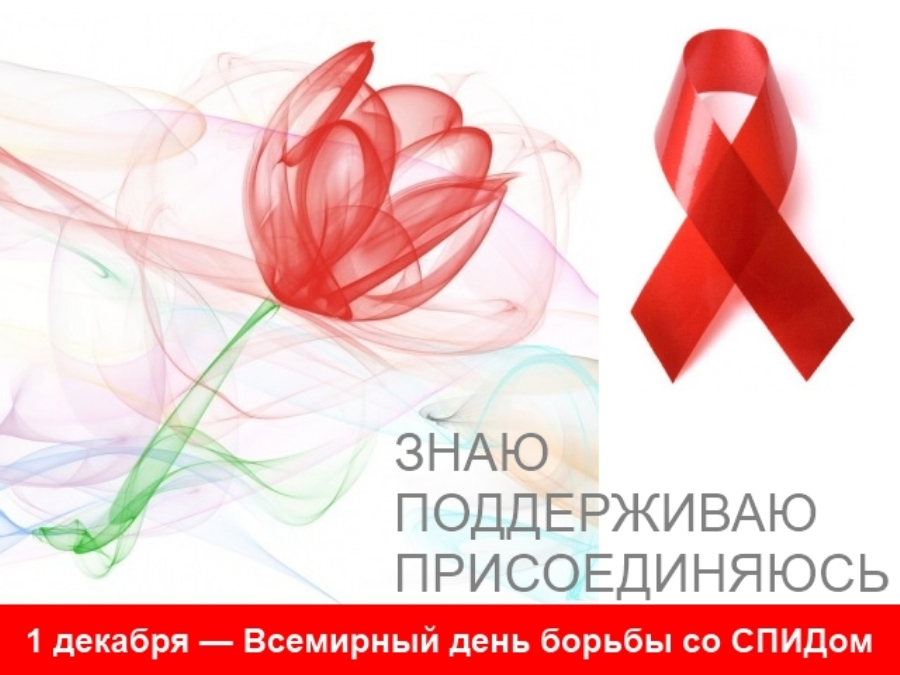 ЗНАЮ
ПОДДЕРЖИВАЮ
ПРИСОЕДИНЯЮСЬ
1 декабря — Всемирный день борьбы со СПИДом